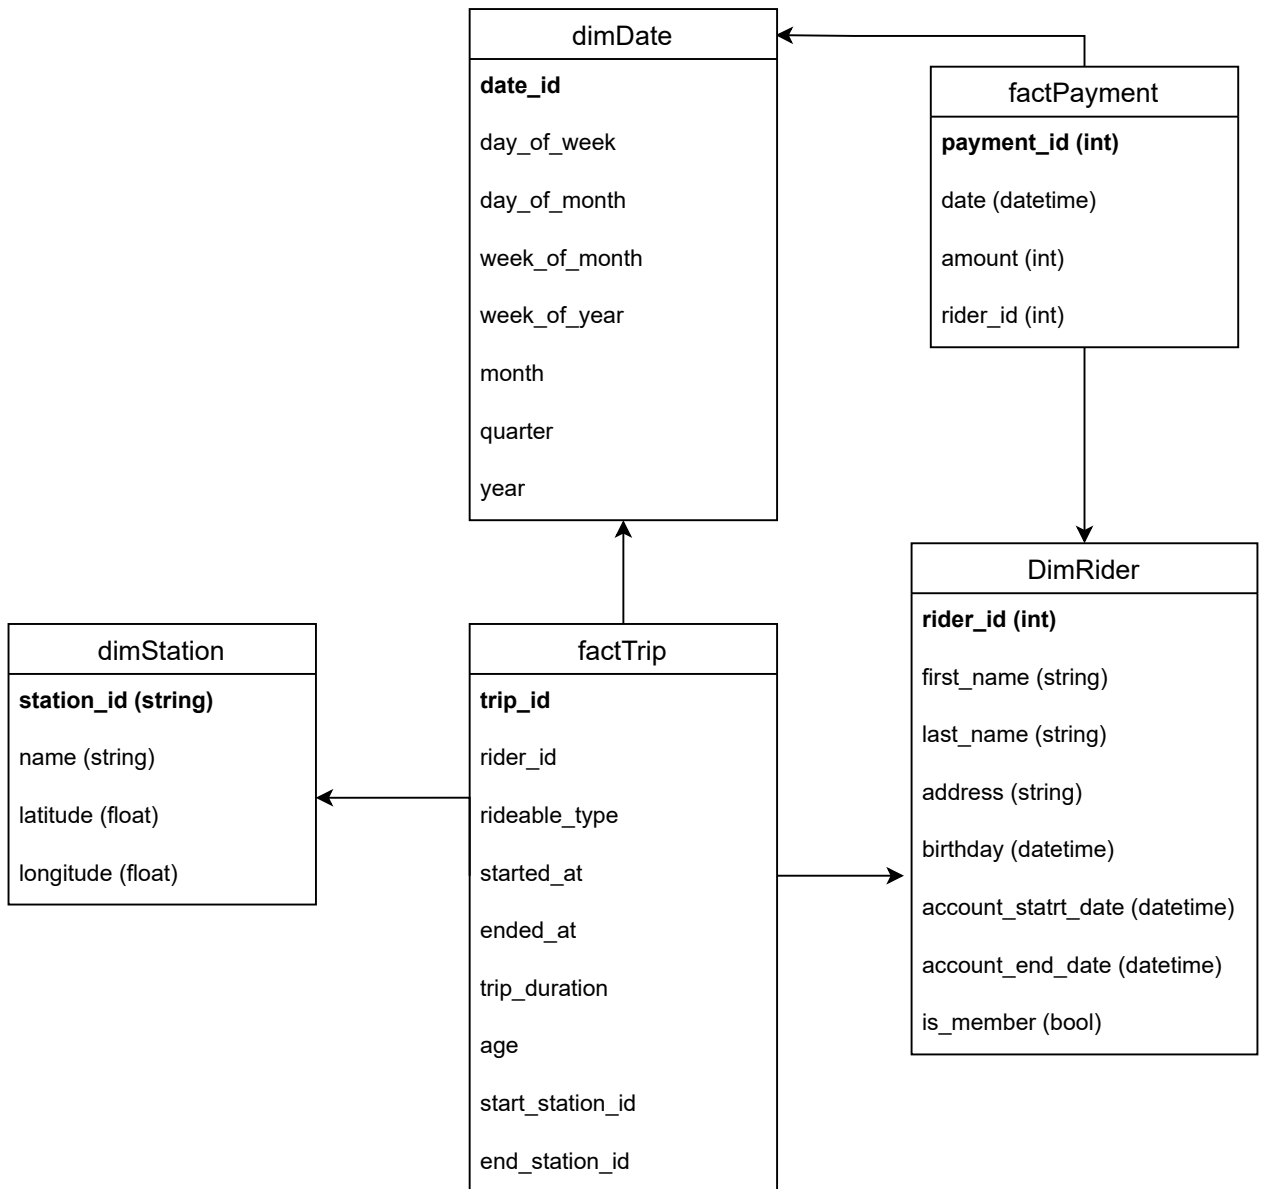 dimDate
date_id
day_of_week
day_of_month
week_of_month
week_of_year
month
quarter
year
factPayment
payment_id (int)
date (datetime)
amount (int)
rider_id (int)
dimStation
station_id (string)
name (string)
latitude (float)
longitude (float)
factTrip
trip_id
rider_id
rideable_type
started_at
ended_at
trip_duration
age
start_station_id
end_station_id
DimRider
rider_id (int)
first_name (string)
last_name (string)
address (string)
birthday (datetime)
account_statrt_date (datetime)
account_end_date (datetime)
is_member (bool)